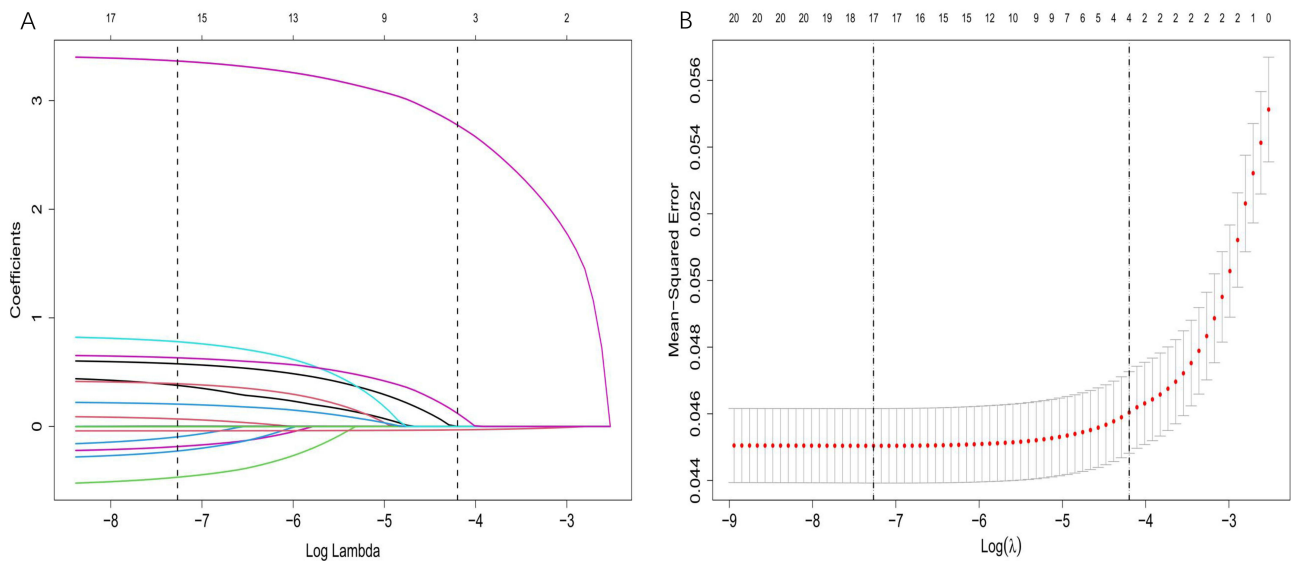 A
17 15 13 9 3 2
Coefficients
3
2
1
0
−8 −7 −6 −5 −4 −3
Log Lambda
B
20 20 20 20 19 18 17 17 16 15 15 12 10 9 9 7 6 5 4 4 2 2 2 2 2 2 2 1 0
Mean−Squared Error
0.056
0.054
0.052
0.050
0.048
0.046
0.044
−9 −8 −7 −6 −5 −4 −3
Log(λ)